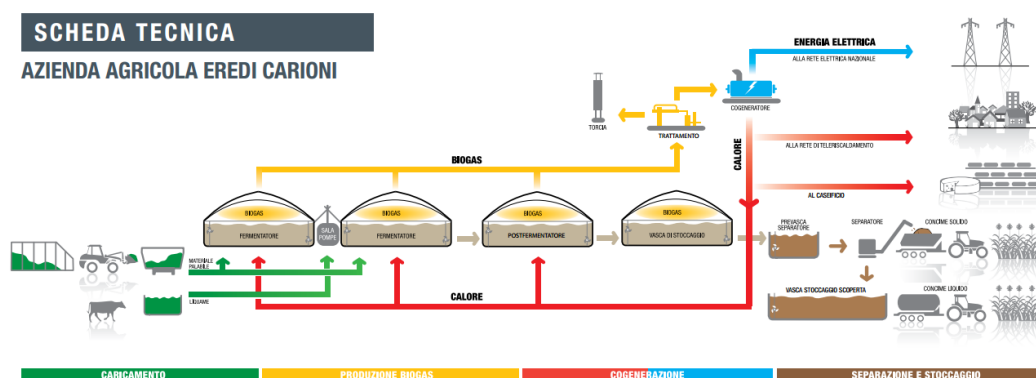 SCHEDA TECNICA
AZIENDA AGRICOLA EREDI CARIONI
ENERGIA ELETTRICA
ALLA RETE ELETTRICA NAZIONALE
COGENERATORE
TORCIA
TRATTAMENTO
BIOGAS
CALORE
ALLA RETE DI TELERISCALDAMENTO
AL CASEIFICIO
BIOGAS
BIOGAS
BIOGAS
BIOGAS
FERMENTATORE
SALA
POMPE
FERMENTATORE
POSTFERMENTATORE
VASCA DI STOCCAGGIO
PREVASCA
SEPARATORE
SEPARATORE
CONCIME SOLIDO
MATERIALE
PALABILE
LIQUAME
CALORE
VASCA STOCCAGGIO SCOPERTA
CONCIME LIQUIDO
CARICAMENTO
PRODUZIONE BIOGAS
COGENERAZIONE
SEPARAZIONE E STOCCAGGIO